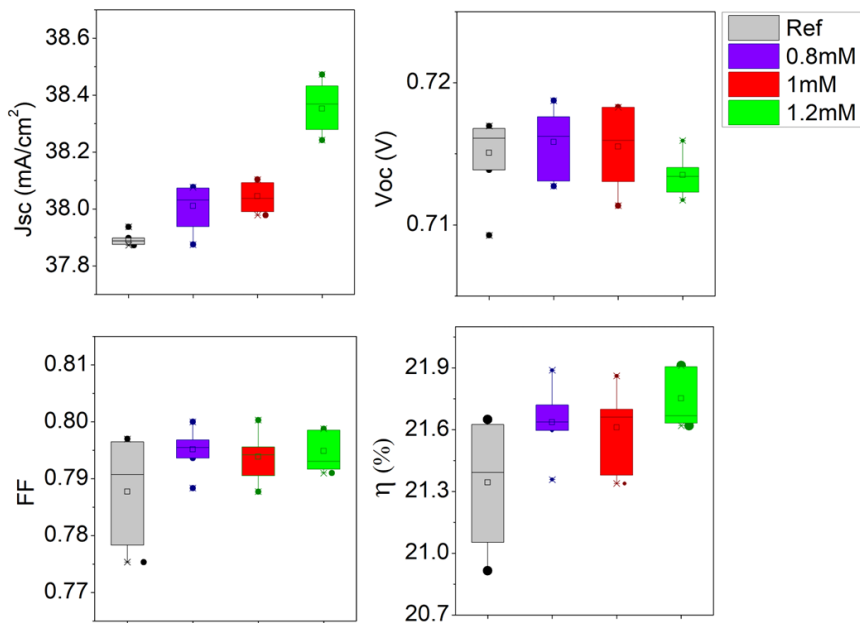 38.6
38.4
38.2
38.0
37.8
Jsc (mA/cm²)
0.72
0.71
Voc (V)
Ref
0.8mM
1mM
1.2mM
0.81
0.80
0.79
0.78
0.77
FF
21.9
21.6
21.3
21.0
20.7
η (%)